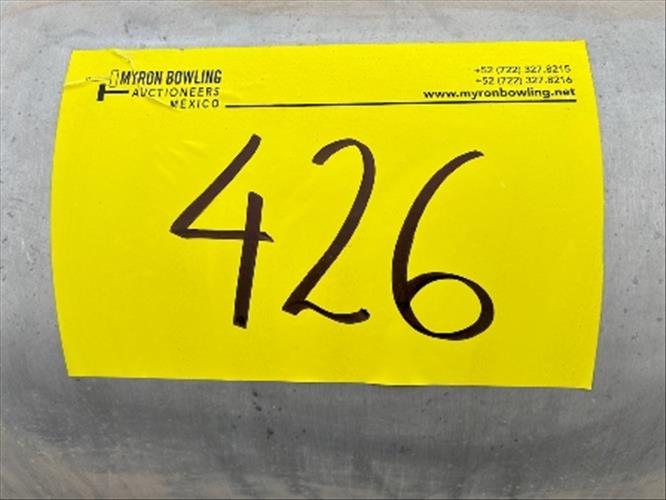 MYRON BOWLING
AUCTIONEERS
MÉXICO
+52 (722) 327.8215
+52 (722) 327.8216
www.myronbowling.net
426